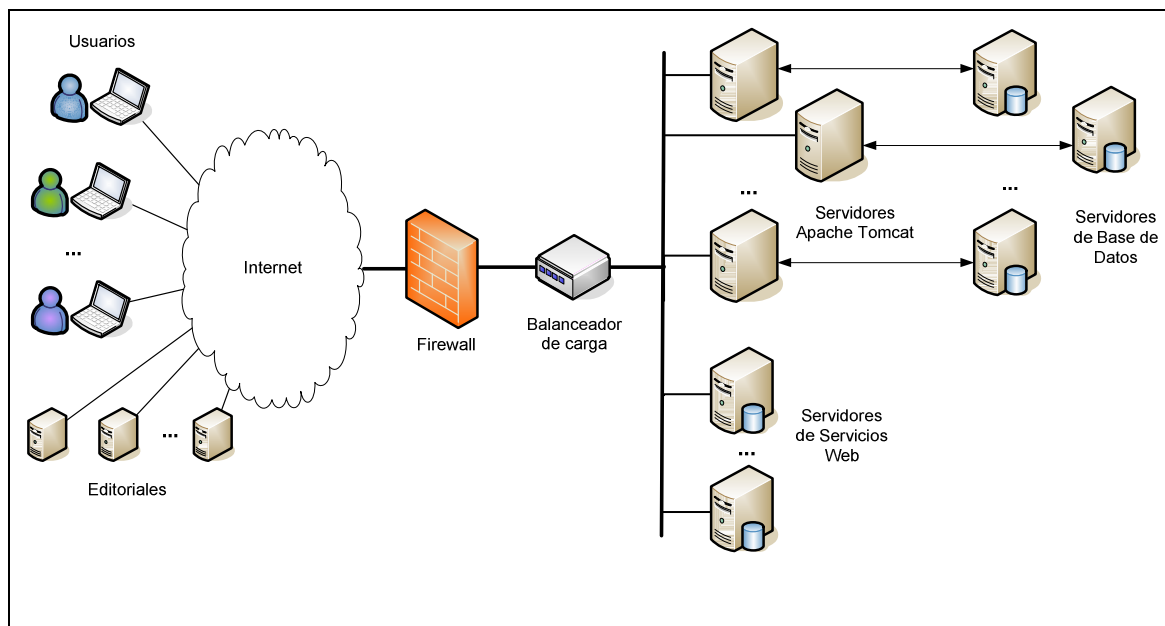 Usuarios
...
Internet
Editoriales
...
Firewall
Balanceador
de carga
...
Servidores
Apache Tomcat
...
Servidores
de Base de
Datos
Servidores
de Servicios
Web
...